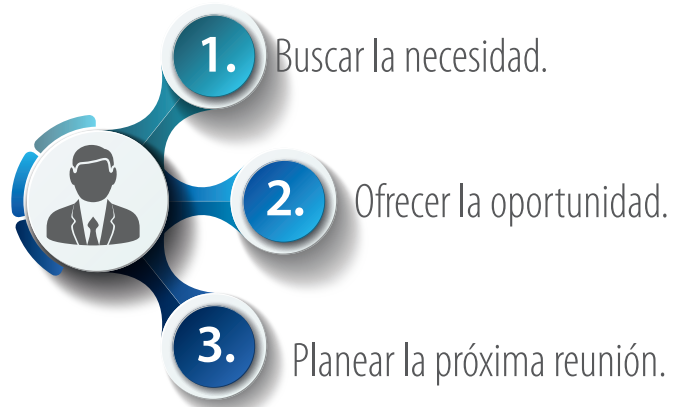 1. Buscar la necesidad.
2. Ofrecer la oportunidad.
3. Planear la próxima reunión.